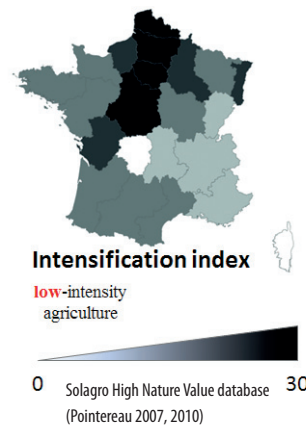 Intensification index
low-intensity
agriculture
0 Solagro High Nature Value database 30
(Pointereau 2007, 2010)